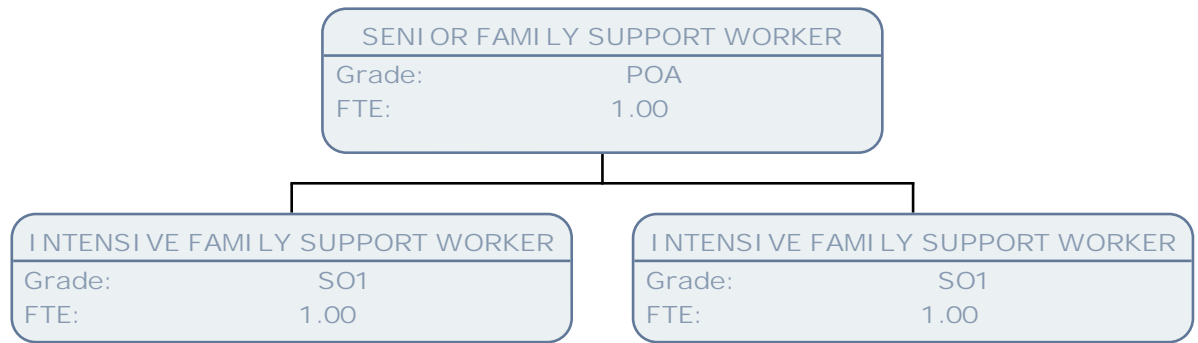 SENIOR FAMILY SUPPORT WORKER
Grade: POA
FTE: 1.00
INTENSIVE FAMILY SUPPORT WORKER
Grade: SO1
FTE: 1.00
INTENSIVE FAMILY SUPPORT WORKER
Grade: SO1
FTE: 1.00